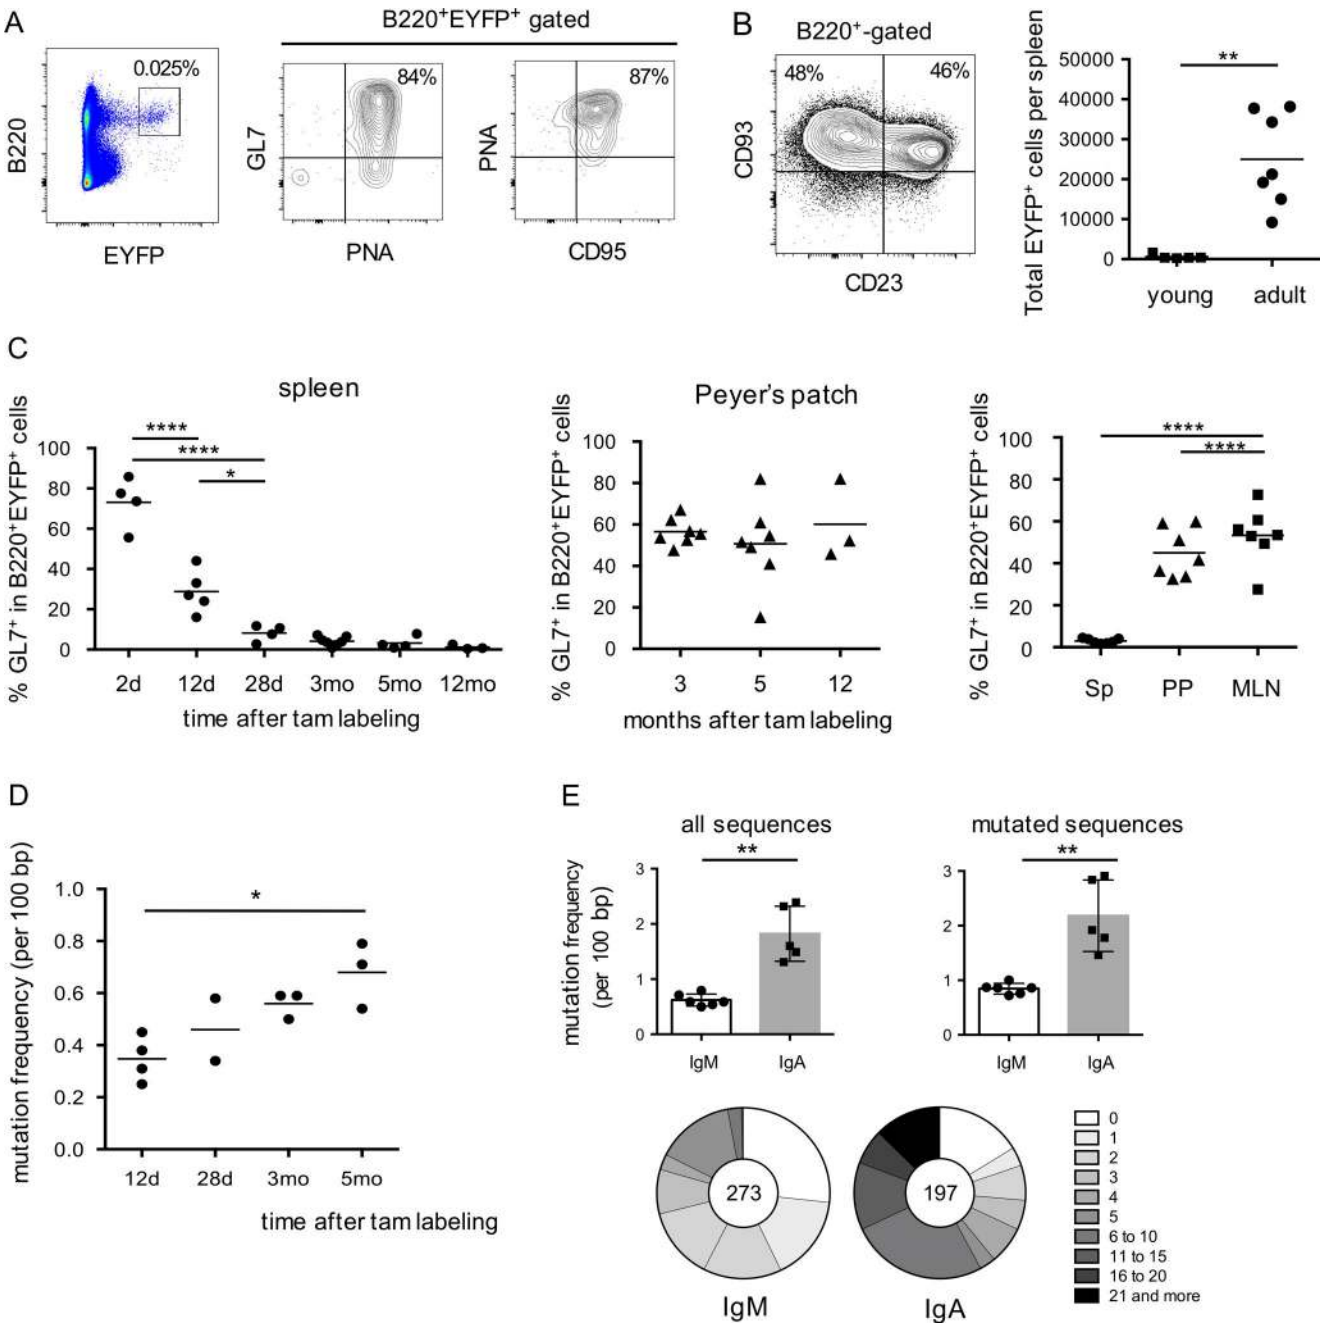 A
B220⁺EYFP⁺ gated
0.025%
B220
EYFP
84%
GL7
PNA
87%
PNA
CD95
B
B220⁺-gated
48%
46%
CD93
CD23
Total EYFP⁺ cells per spleen
50000
40000
30000
20000
10000
0
**
young adult
C
spleen
% GL7⁺ in B220⁺EYFP⁺ cells
100
80
60
40
20
0
****
****
*
2d 12d 28d 3mo 5mo 12mo
time after tam labeling
Peyer's patch
% GL7⁺ in B220⁺EYFP⁺ cells
100
80
60
40
20
0
3 5 12
months after tam labeling
% GL7⁺ in B220⁺EYFP⁺ cells
100
80
60
40
20
0
****
****
Sp PP MLN
D
mutation frequency (per 100 bp)
1.0
0.8
0.6
0.4
0.2
0.0
*
12d 28d 3mo 5mo
time after tam labeling
E
all sequences
mutation frequency
(per 100 bp)
3
2
1
0
**
IgM IgA
mutated sequences
3
2
1
0
**
IgM IgA
273
IgM
197
IgA
0
1
2
3
4
5
6 to 10
11 to 15
16 to 20
21 and more